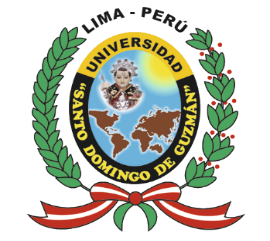 LIMA - PERÚ
UNIVERSIDAD
"SANTO DOMINGO DE GUZMÁN"